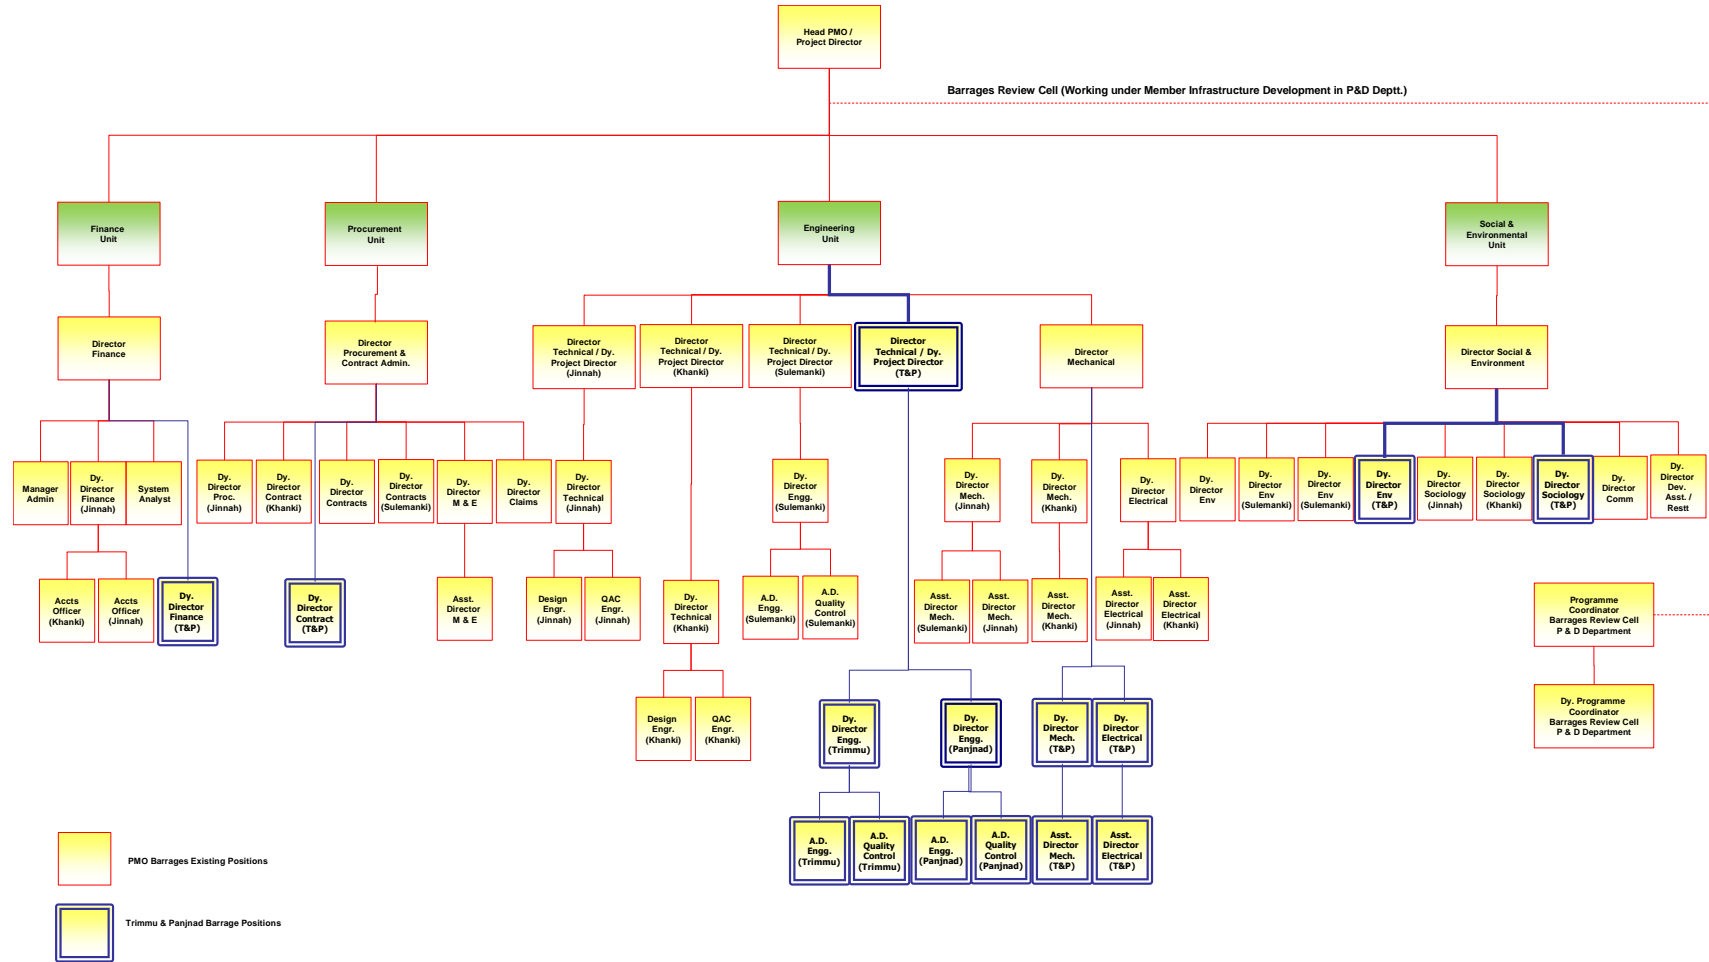 Head PMO /
Project Director
Barrages Review Cell (Working under Member Infrastructure Development in P&D Deptt.)
Finance
Unit
Procurement
Unit
Engineering
Unit
Social &
Environmental
Unit
Director
Finance
Director
Procurement &
Contract Admin.
Director
Technical / Dy.
Project Director
(Jinnah)
Director
Technical / Dy.
Project Director
(Khanki)
Director
Technical / Dy.
Project Director
(Sulemanki)
Director
Technical / Dy.
Project Director
(T&P)
Director
Mechanical
Director Social &
Environment
Manager
Admin
Dy.
Director
Finance
(Jinnah)
System
Analyst
Dy.
Director
Proc.
(Jinnah)
Dy.
Director
Contract
(Khanki)
Dy.
Director
Contracts
Dy.
Director
Contracts
(Sulemanki)
Dy.
Director
M & E
Dy.
Director
Claims
Dy.
Director
Technical
(Jinnah)
Dy.
Director
Engg.
(Sulemanki)
Dy.
Director
Mech.
(Jinnah)
Dy.
Director
Mech.
(Khanki)
Dy.
Director
Electrical
Dy.
Director
Env
Dy.
Director
Env
(Sulemanki)
Dy.
Director
Env
(Sulemanki)
Dy.
Director
Env
(T&P)
Dy.
Director
Sociology
(Jinnah)
Dy.
Director
Sociology
(Khanki)
Dy.
Director
Sociology
(T&P)
Dy.
Director
Comm
Dy.
Director
Dev.
Asst. /
Restt
Accts
Officer
(Khanki)
Accts
Officer
(Jinnah)
Dy.
Director
Finance
(T&P)
Dy.
Director
Contract
(T&P)
Asst.
Director
M & E
Design
Engr.
(Jinnah)
QAC
Engr.
(Jinnah)
Dy.
Director
Technical
(Khanki)
A.D.
Engg.
(Sulemanki)
A.D.
Quality
Control
(Sulemanki)
Asst.
Director
Mech.
(Sulemanki)
Asst.
Director
Mech.
(Jinnah)
Asst.
Director
Mech.
(Khanki)
Asst.
Director
Electrical
(Jinnah)
Asst.
Director
Electrical
(Khanki)
Programme
Coordinator
Barrages Review Cell
P & D Department
Design
Engr.
(Khanki)
QAC
Engr.
(Khanki)
Dy.
Director
Engg.
(Trimmu)
Dy.
Director
Engg.
(Panjnad)
Dy.
Director
Mech.
(T&P)
Dy.
Director
Electrical
(T&P)
Dy. Programme
Coordinator
Barrages Review Cell
P & D Department
A.D.
Engg.
(Trimmu)
A.D.
Quality
Control
(Trimmu)
A.D.
Engg.
(Panjnad)
A.D.
Quality
Control
(Panjnad)
Asst.
Director
Mech.
(T&P)
Asst.
Director
Electrical
(T&P)
PMO Barrages Existing Positions
Trimmu & Panjnad Barrage Positions